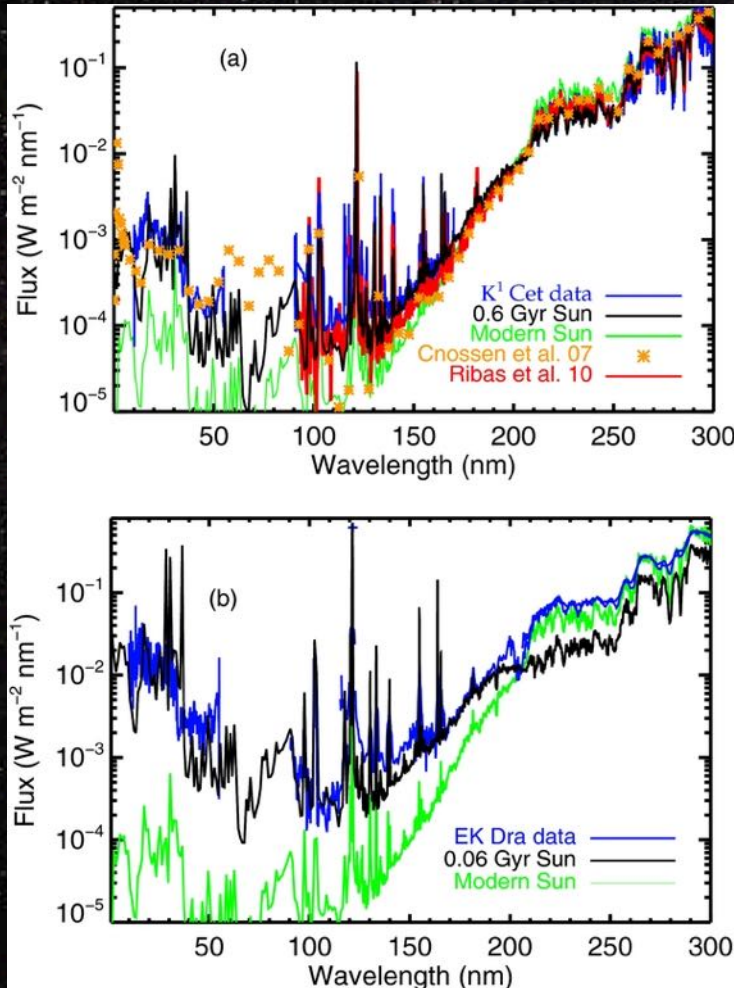 (a)
10⁻¹
10⁻²
10⁻³
10⁻⁴
10⁻⁵
Flux (W m⁻² nm⁻¹)
Κ¹ Cet data
0.6 Gyr Sun
Modern Sun
Cnossen et al. 07
Ribas et al. 10
50 100 150 200 250 300
Wavelength (nm)
(b)
10⁻¹
10⁻²
10⁻³
10⁻⁴
10⁻⁵
Flux (W m⁻² nm⁻¹)
EK Dra data
0.06 Gyr Sun
Modern Sun
50 100 150 200 250 300
Wavelength (nm)